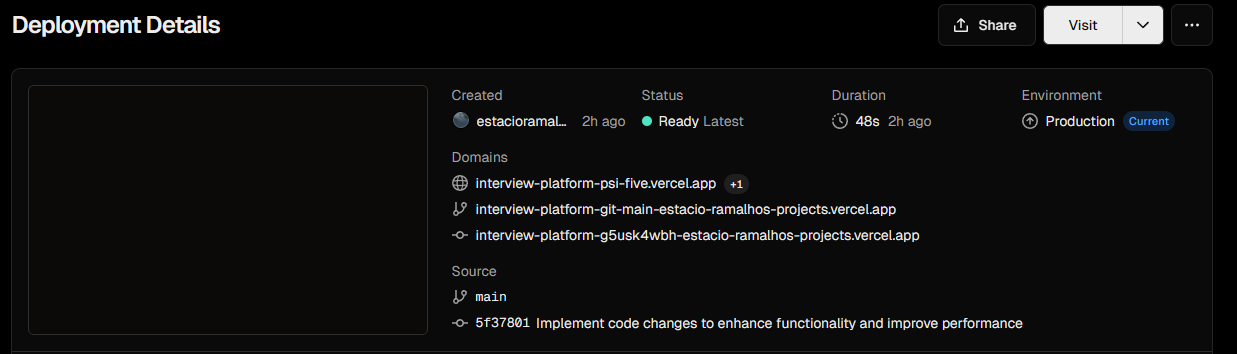 Deployment Details
Share
Visit
Created
estacioramal... 2h ago
Status
Ready Latest
Duration
48s 2h ago
Environment
Production Current
Domains
interview-platform-psi-five.vercel.app +1
interview-platform-git-main-estacio-ramalhos-projects.vercel.app
interview-platform-g5usk4wbh-estacio-ramalhos-projects.vercel.app
Source
main
5f37801 Implement code changes to enhance functionality and improve performance